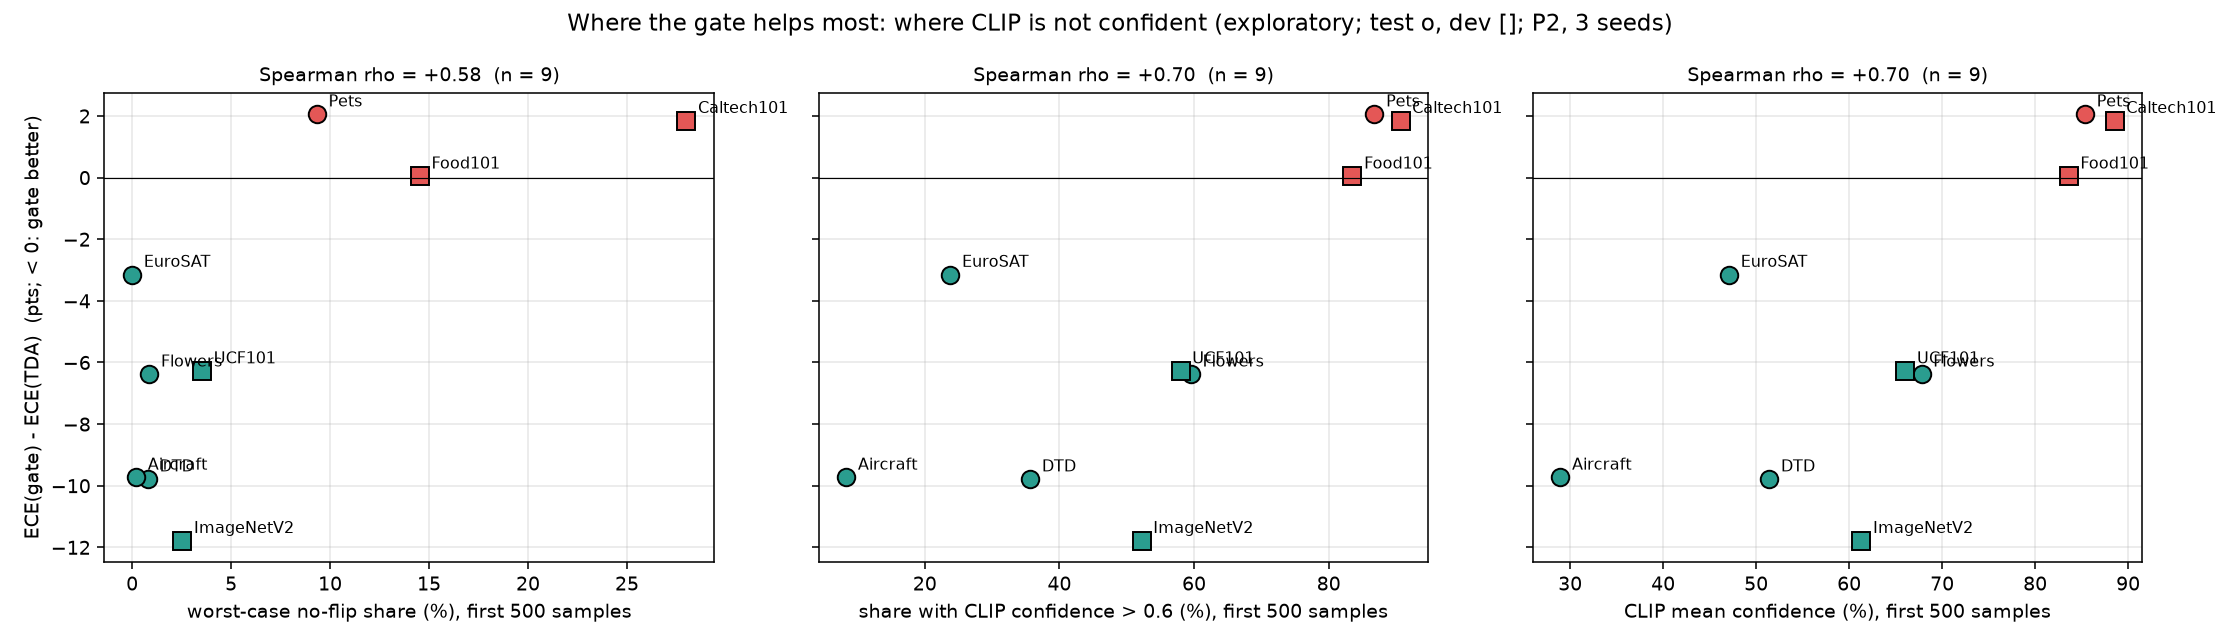 Where the gate helps most: where CLIP is not confident (exploratory; test o, dev []; P2, 3 seeds)
Spearman rho = +0.58  (n = 9)
ECE(gate) - ECE(TDA)  (pts; < 0: gate better)
2
0
−2
−4
−6
−8
−10
−12
Pets
Caltech101
Food101
EuroSAT
Flowers
UCF101
Aircraft
DTD
ImageNetV2
0
5
10
15
20
25
worst-case no-flip share (%), first 500 samples
Spearman rho = +0.70  (n = 9)
Pets
Caltech101
Food101
EuroSAT
UCF101
Flowers
Aircraft
DTD
ImageNetV2
20
40
60
80
share with CLIP confidence > 0.6 (%), first 500 samples
Spearman rho = +0.70  (n = 9)
Pets
Caltech101
Food101
EuroSAT
UCF101
Flowers
Aircraft
DTD
ImageNetV2
30
40
50
60
70
80
90
CLIP mean confidence (%), first 500 samples